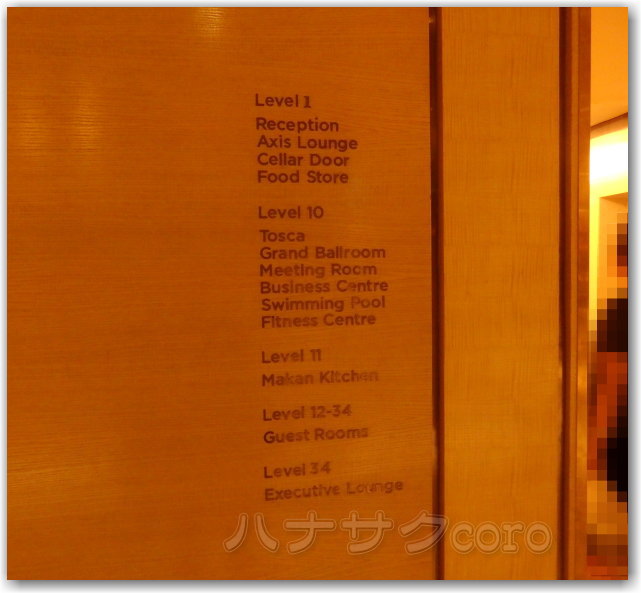 Level 1
Reception
Axis Lounge
Cellar Door
Food Store
Level 10
Tosca
Grand Ballroom
Meeting Room
Business Centre
Swimming Pool
Fitness Centre
Level 11
Makan Kitchen
Level 12-34
Guest Rooms
Level 34
Executive Lounge
ハナサクcoro